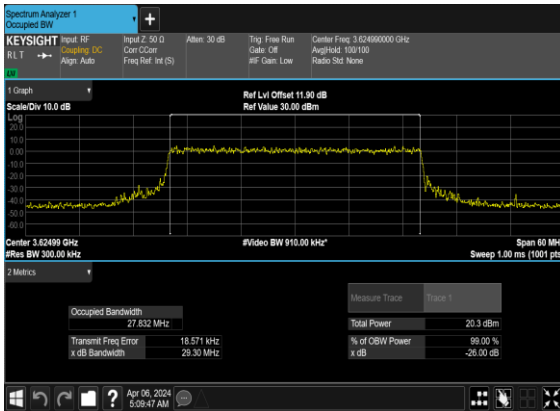 Spectrum Analyzer 1
Occupied BW
KEYSIGHT
RLT
Input: RF
Coupling: DC
Align: Auto
Input Z: 50 Ω
Corr CCorr
Freq Ref: Int (S)
Atten: 30 dB
Trig: Free Run
Gate: Off
#IF Gain: Low
Center Freq: 3.624990000 GHz
Avg|Hold: 100/100
Radio Std: None
1 Graph
Scale/Div 10.0 dB
Ref Lvl Offset 11.90 dB
Ref Value 30.00 dBm
Log
20.0
10.0
0.0
-10.0
-20.0
-30.0
-40.0
-50.0
-60.0
Center 3.62499 GHz
#Res BW 300.00 kHz
#Video BW 910.00 kHz*
Span 60 MH
Sweep 1.00 ms (1001 pts
2 Metrics
Measure Trace Trace 1
Occupied Bandwidth
27.832 MHz
Total Power 20.3 dBm
Transmit Freq Error 18.571 kHz
% of OBW Power 99.00 %
x dB Bandwidth 29.30 MHz
x dB -26.00 dB
Apr 06, 2024
5:09:47 AM